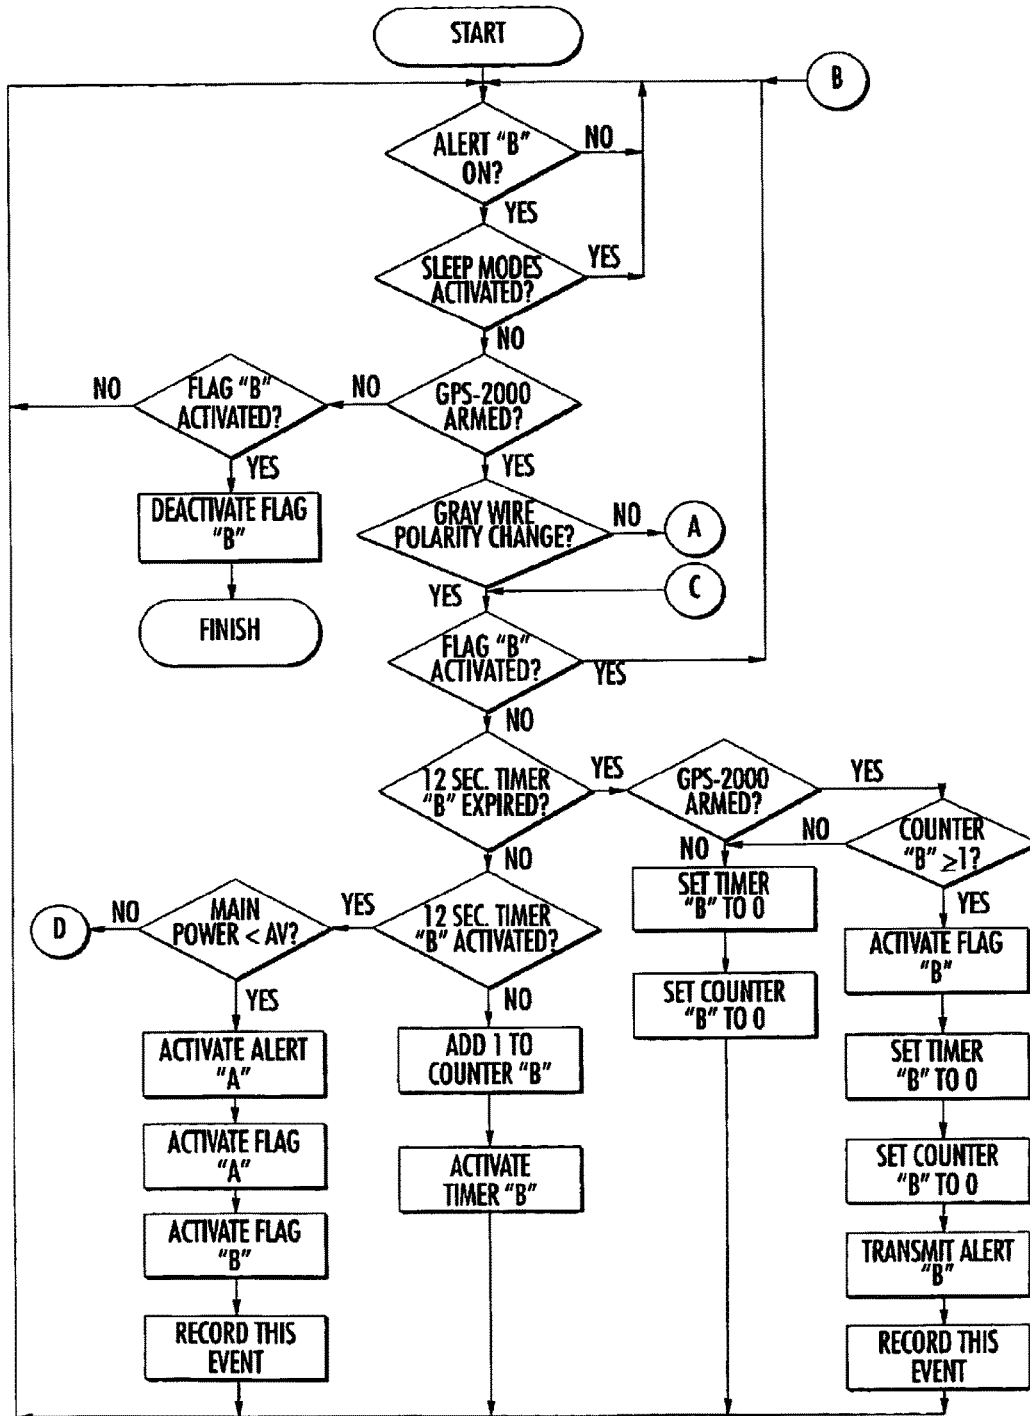 START
B
ALERT "B"
ON?
NO
YES
SLEEP MODES
ACTIVATED?
YES
NO
GPS-2000
ARMED?
NO
FLAG "B"
ACTIVATED?
NO
YES
DEACTIVATE FLAG
"B"
FINISH
YES
GRAY WIRE
POLARITY CHANGE?
NO
A
C
YES
FLAG "B"
ACTIVATED?
YES
NO
12 SEC. TIMER
"B" EXPIRED?
YES
GPS-2000
ARMED?
YES
NO
COUNTER
"B" ≥1?
NO
YES
NO
12 SEC. TIMER
"B" ACTIVATED?
YES
MAIN
POWER < AV?
NO
D
YES
ACTIVATE ALERT
"A"
ACTIVATE FLAG
"A"
ACTIVATE FLAG
"B"
RECORD THIS
EVENT
NO
ADD 1 TO
COUNTER "B"
ACTIVATE
TIMER "B"
SET TIMER
"B" TO 0
SET COUNTER
"B" TO 0
ACTIVATE FLAG
"B"
SET TIMER
"B" TO 0
SET COUNTER
"B" TO 0
TRANSMIT ALERT
"B"
RECORD THIS
EVENT